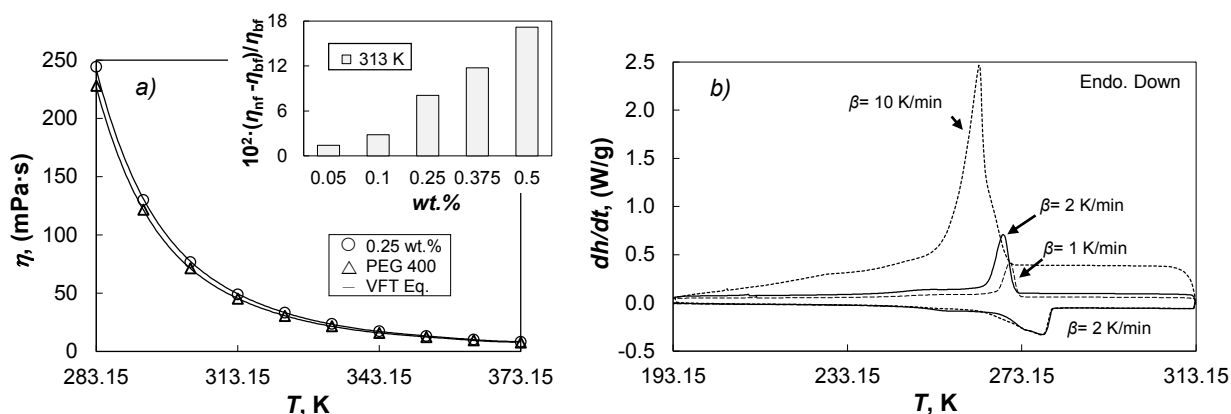 a)
250
200
150
100
50
0
283.15
313.15
343.15
373.15
η, (mPa·s)
T, K
18
12
6
0
10²·(ηnf -ηbf)/ηbf
313 K
0.05
0.1
0.25
0.375
0.5
wt.%
0.25 wt.%
PEG 400
VFT Eq.
b)
Endo. Down
2.5
2.0
1.5
1.0
0.5
0.0
-0.5
dh/dt, (W/g)
β= 10 K/min
β= 2 K/min
β= 1 K/min
β= 2 K/min
193.15
233.15
273.15
313.15
T, K